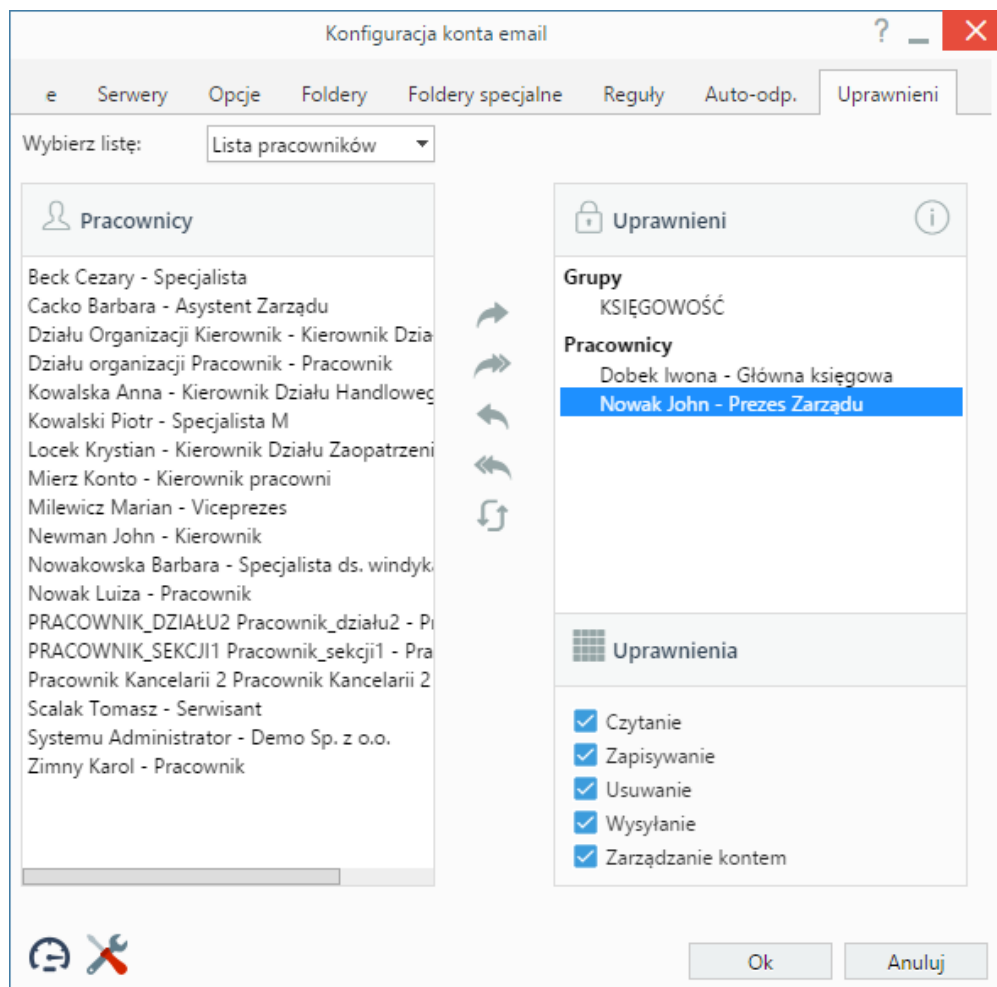 Konfiguracja konta email
?
e Serwery Opcje Foldery Foldery specjalne Reguły Auto-odp. Uprawnieni
Wybierz listę: Lista pracowników
Pracownicy
Beck Cezary - Specjalista
Cacko Barbara - Asystent Zarządu
Działu Organizacji Kierownik - Kierownik Dzia
Działu organizacji Pracownik - Pracownik
Kowalska Anna - Kierownik Działu Handloweg
Kowalski Piotr - Specjalista M
Locek Krystian - Kierownik Działu Zaopatrzeni
Mierz Konto - Kierownik pracowni
Milewicz Marian - Viceprezes
Newman John - Kierownik
Nowakowska Barbara - Specjalista ds. windyk
Nowak Luiza - Pracownik
PRACOWNIK_DZIAŁU2 Pracownik_działu2 - Pr
PRACOWNIK_SEKCJI1 Pracownik_sekcji1 - Pra
Pracownik Kancelarii 2 Pracownik Kancelarii 2
Scalak Tomasz - Serwisant
Systemu Administrator - Demo Sp. z o.o.
Zimny Karol - Pracownik
Uprawnieni
Grupy
KSIĘGOWOŚĆ
Pracownicy
Dobek Iwona - Główna księgowa
Nowak John - Prezes Zarządu
Uprawnienia
Czytanie
Zapisywanie
Usuwanie
Wysyłanie
Zarządzanie kontem
Ok Anuluj